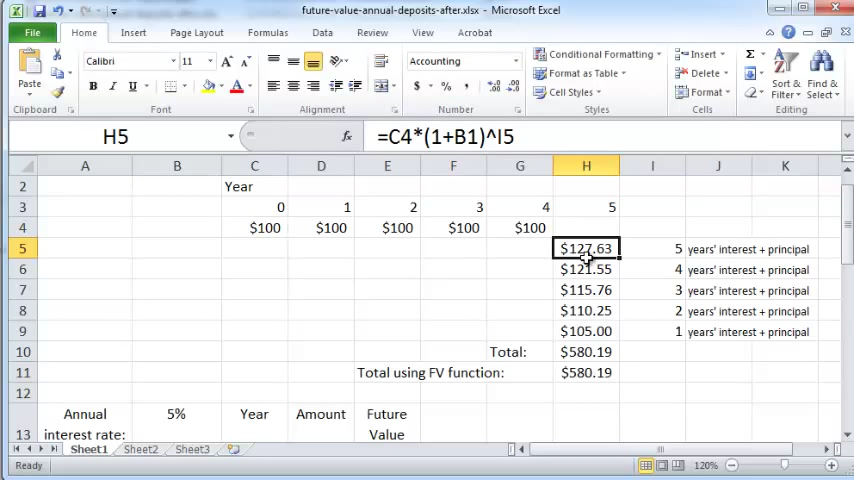 future-value-annual-deposits-after.xlsx - Microsoft Excel
File Home Insert Page Layout Formulas Data Review View Acrobat
Calibri 11 Accounting Conditional Formatting Insert Σ
Paste B I U A $ % , Format as Table Delete Sort & Filter Find & Select
Cell Styles Format
Clipboard Font Alignment Number Styles Cells Editing
H5 fx =C4*(1+B1)^I5
A B C D E F G H I J K
2 Year
3 0 1 2 3 4 5
4 $100 $100 $100 $100 $100
5 $127.63 5 years' interest + principal
6 $121.55 4 years' interest + principal
7 $115.76 3 years' interest + principal
8 $110.25 2 years' interest + principal
9 $105.00 1 years' interest + principal
10 Total: $580.19
11 Total using FV function: $580.19
12
Annual 5% Year Amount Future
13 interest rate: Value
Sheet1 Sheet2 Sheet3
Ready 120%